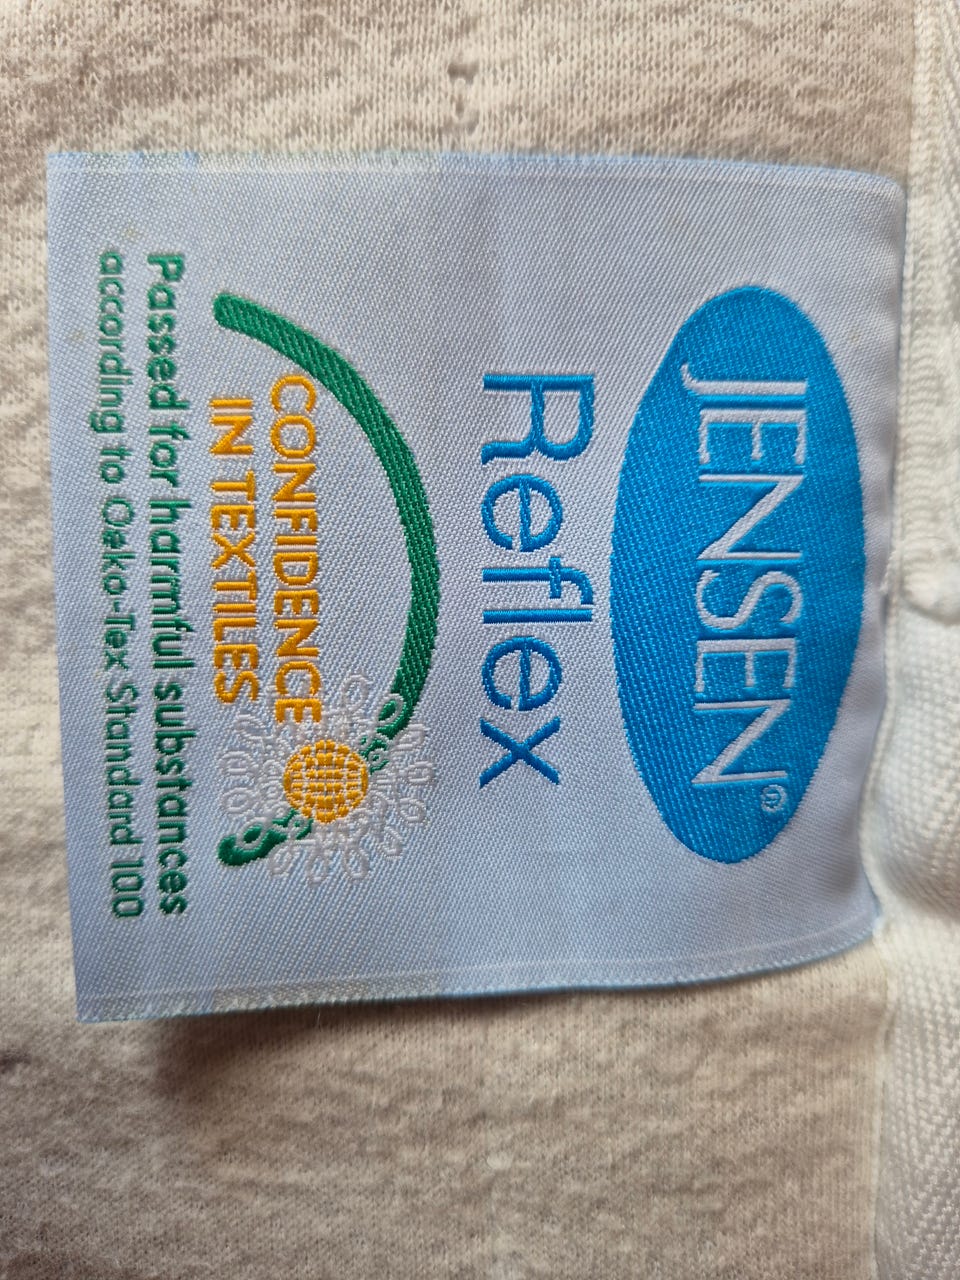 JENSEN®
Reflex
CONFIDENCE
IN TEXTILES
Passed for harmful substances
according to Oeko-Tex Standard 100